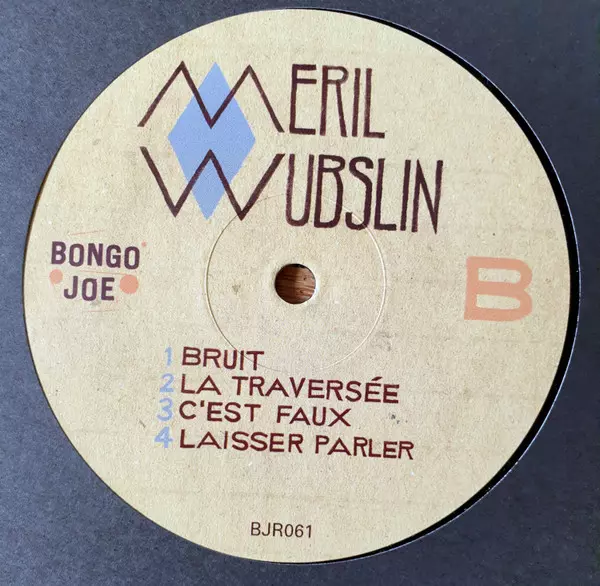 MERIL
WUBSLIN
BONGO
JOE
B
1 BRUIT
2 LA TRAVERSÉE
3 C'EST FAUX
4 LAISSER PARLER
BJR061